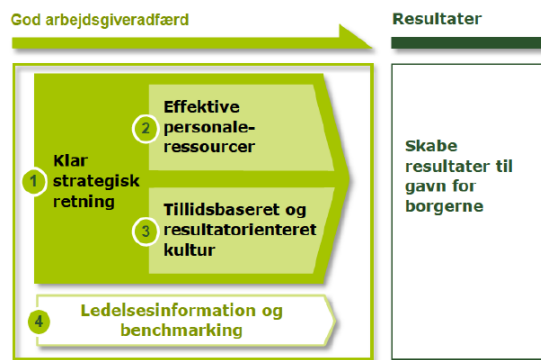 God arbejdsgiveradfærd
Resultater
1
Klar
strategisk
retning
2
Effektive
personale-
ressourcer
3
Tillidsbaseret og
resultatorienteret
kultur
4
Ledelsesinformation og
benchmarking
Skabe
resultater til
gavn for
borgerne